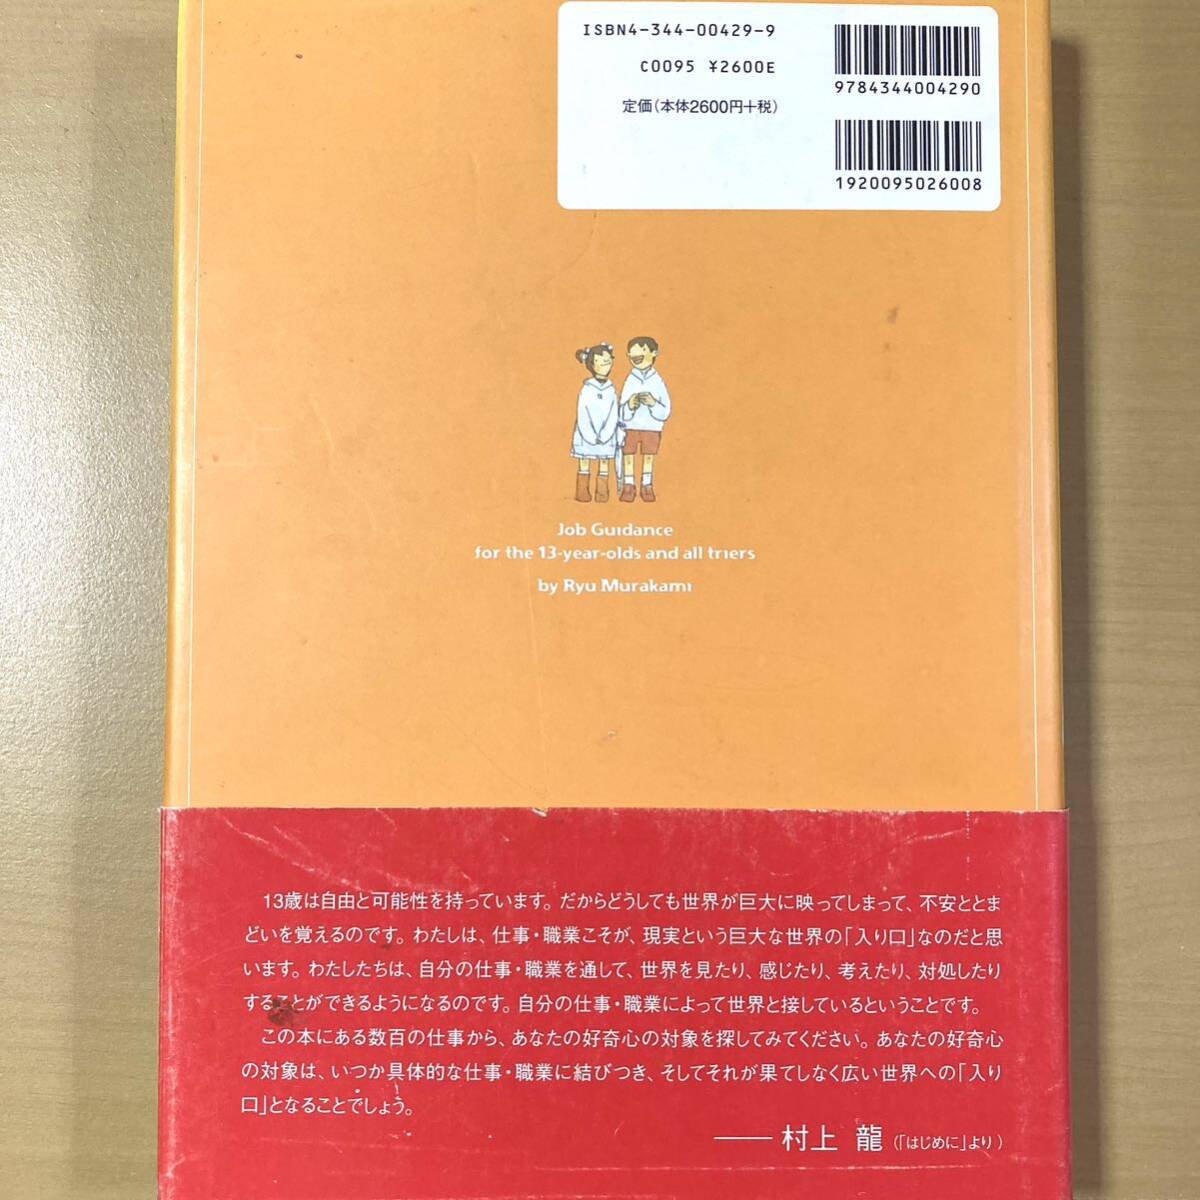 ISBN4-344-00429-9
C0095 ¥2600E
定価(本体2600円+税)
9784344004290
1920095026008
Job Guidance
for the 13-year-olds and all triers
by Ryu Murakami
13歳は自由と可能性を持っています。だからどうしても世界が巨大に映ってしまって、不安ととま
どいを覚えるのです。わたしは、仕事・職業こそが、現実という巨大な世界の「入り口」なのだと思
います。わたしたちは、自分の仕事・職業を通して、世界を見たり、感じたり、考えたり、対処したり
することができるようになるのです。自分の仕事・職業によって世界と接しているということです。
この本にある数百の仕事から、あなたの好奇心の対象を探してみてください。あなたの好奇心
の対象は、いつか具体的な仕事・職業に結びつき、そしてそれが果てしなく広い世界への「入り
口」となることでしょう。
――村上 龍(「はじめに」より)